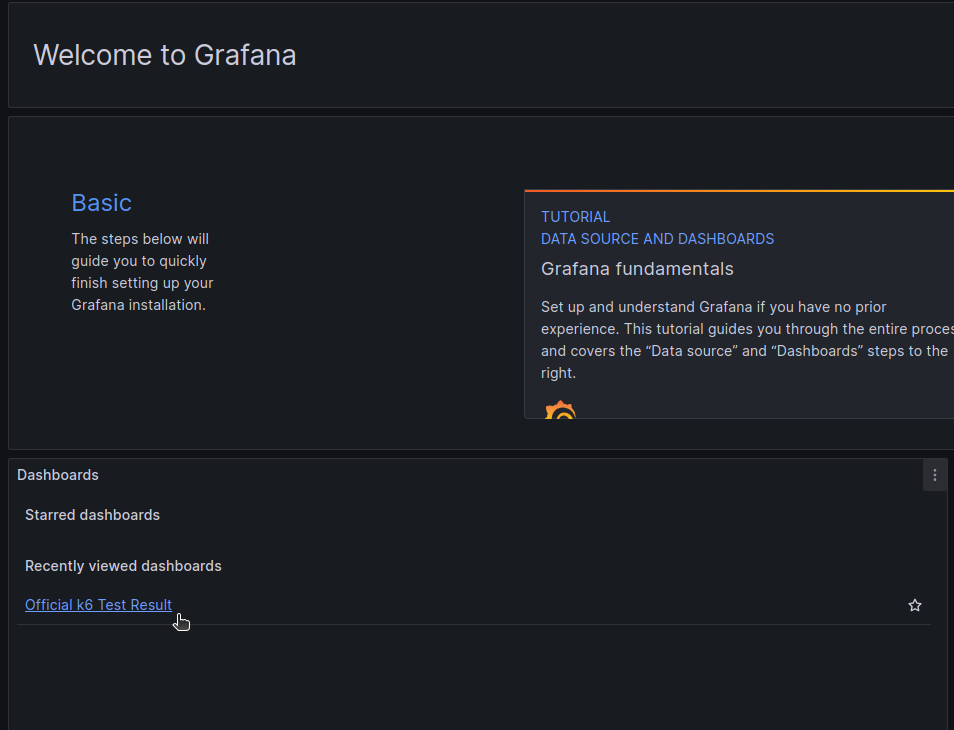 Welcome to Grafana
Basic
The steps below will
guide you to quickly
finish setting up your
Grafana installation.
TUTORIAL
DATA SOURCE AND DASHBOARDS
Grafana fundamentals
Set up and understand Grafana if you have no prior
experience. This tutorial guides you through the entire proces
and covers the “Data source” and “Dashboards” steps to the
right.
Dashboards
Starred dashboards
Recently viewed dashboards
Official k6 Test Result